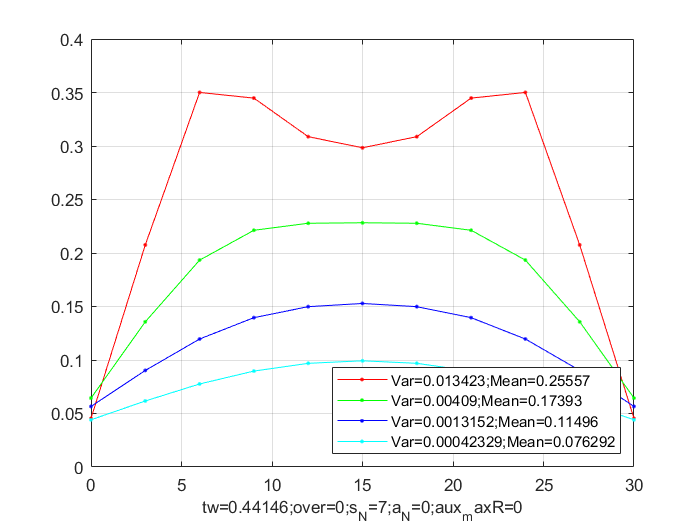 0.4
0.35
0.3
0.25
0.2
0.15
0.1
0.05
0
0 5 10 15 20 25 30
Var=0.013423;Mean=0.25557
Var=0.00409;Mean=0.17393
Var=0.0013152;Mean=0.11496
Var=0.00042329;Mean=0.076292
tw=0.44146;over=0;s_N=7;a_N=0;aux_maxR=0